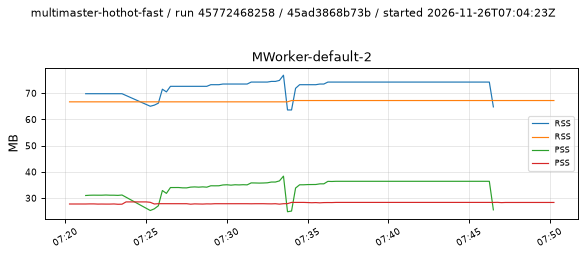 multimaster-hothot-fast / run 45772468258 / 45ad3868b73b / started 2026-11-26T07:04:23Z
MWorker-default-2
MB
70
60
50
40
30
RSS
RSS
PSS
PSS
07:20
07:25
07:30
07:35
07:40
07:45
07:50